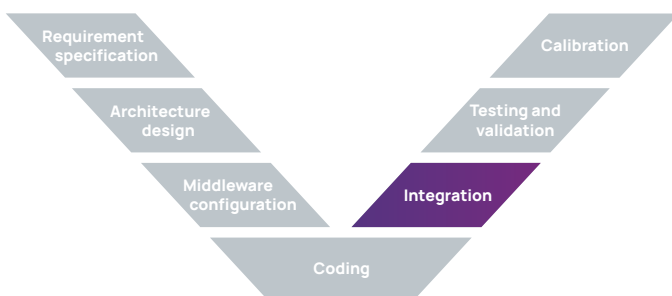 Requirement
specification
Calibration
Architecture
design
Testing and
validation
Middleware
configuration
Integration
Coding